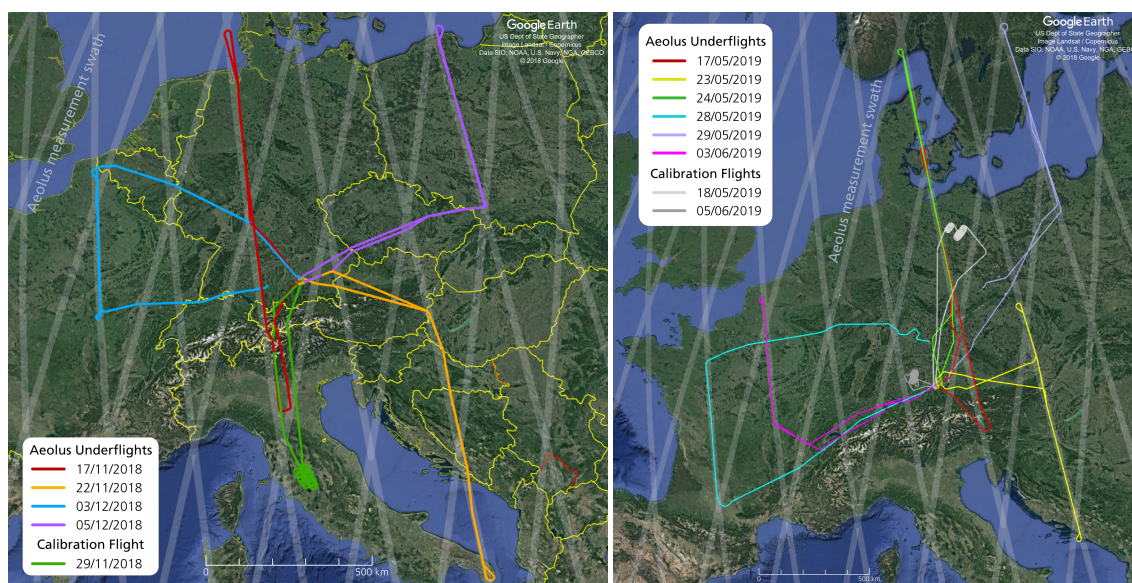 Google Earth
US Dept of State Geographer
Image Landsat / Copernicus
Data SIO, NOAA, U.S. Navy, NGA, GEBCO
© 2018 Google
Aeolus measurement swath
Aeolus Underflights
17/11/2018
22/11/2018
03/12/2018
05/12/2018
Calibration Flight
29/11/2018
0 500 km
Google Earth
US Dept of State Geographer
Image Landsat / Copernicus
Data SIO, NOAA, U.S. Navy, NGA, GEBCO
© 2018 Google
Aeolus Underflights
17/05/2019
23/05/2019
24/05/2019
28/05/2019
29/05/2019
03/06/2019
Calibration Flights
18/05/2019
05/06/2019
Aeolus measurement swath
0 500 km